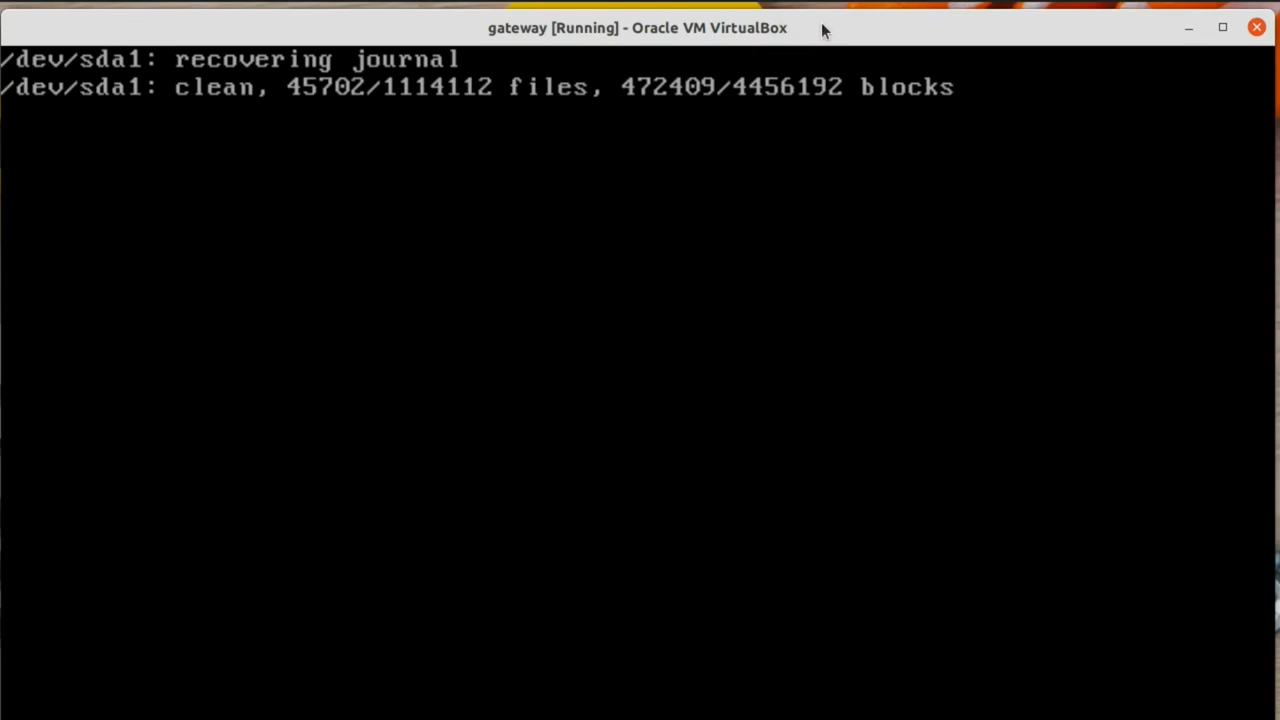 gateway [Running] - Oracle VM VirtualBox
/dev/sda1: recovering journal
/dev/sda1: clean, 45702/1114112 files, 472409/4456192 blocks